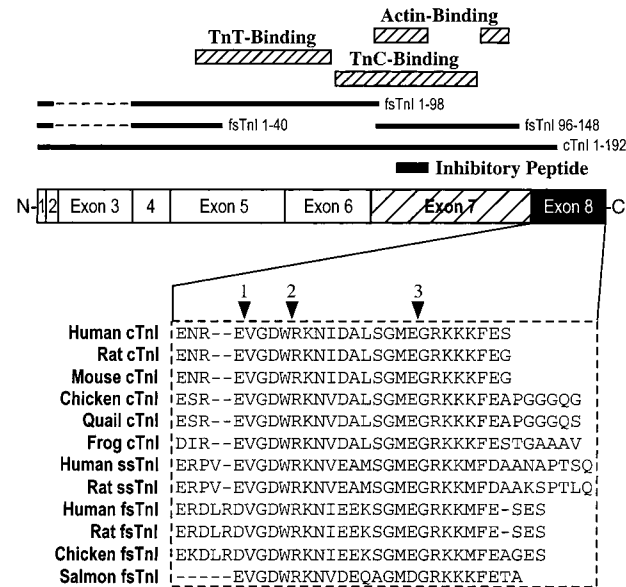 Actin-Binding
TnT-Binding
TnC-Binding
fsTnI 1-98
fsTnI 1-40 fsTnI 96-148
cTnI 1-192
Inhibitory Peptide
N- 1 2 Exon 3 4 Exon 5 Exon 6 Exon 7 Exon 8 -C
1 2 3
Human cTnI ENR--EVGDWRKNIDALSGMEGRKKKFES
Rat cTnI ENR--EVGDWRKNIDALSGMEGRKKKFEG
Mouse cTnI ENR--EVGDWRKNIDALSGMEGRKKKFEG
Chicken cTnI ESR--EVGDWRKNVDALSGMEGRKKKFEAPGGGQG
Quail cTnI ESR--EVGDWRKNVDALSGMEGRKKKFEAPGGGQS
Frog cTnI DIR--EVGDWRKNVDALSGMEGRKKKFESTGAAAV
Human ssTnI ERPV-EVGDWRKNVEAMSGMEGRKKMFDAANAPTSQ
Rat ssTnI ERPV-EVGDWRKNVEAMSGMEGRKKMFDAAKSPTLQ
Human fsTnI ERDLRDVGDWRKNIEEKSGMEGRKKMFE-SES
Rat fsTnI ERDLRDVGDWRKNIEEKSGMEGRKKMFE-SES
Chicken fsTnI EKDLRDVGDWRKNIEEKSGMEGRKKMFEAGES
Salmon fsTnI -----EVGDWRKNVDEQAGMDGRKKMFETA